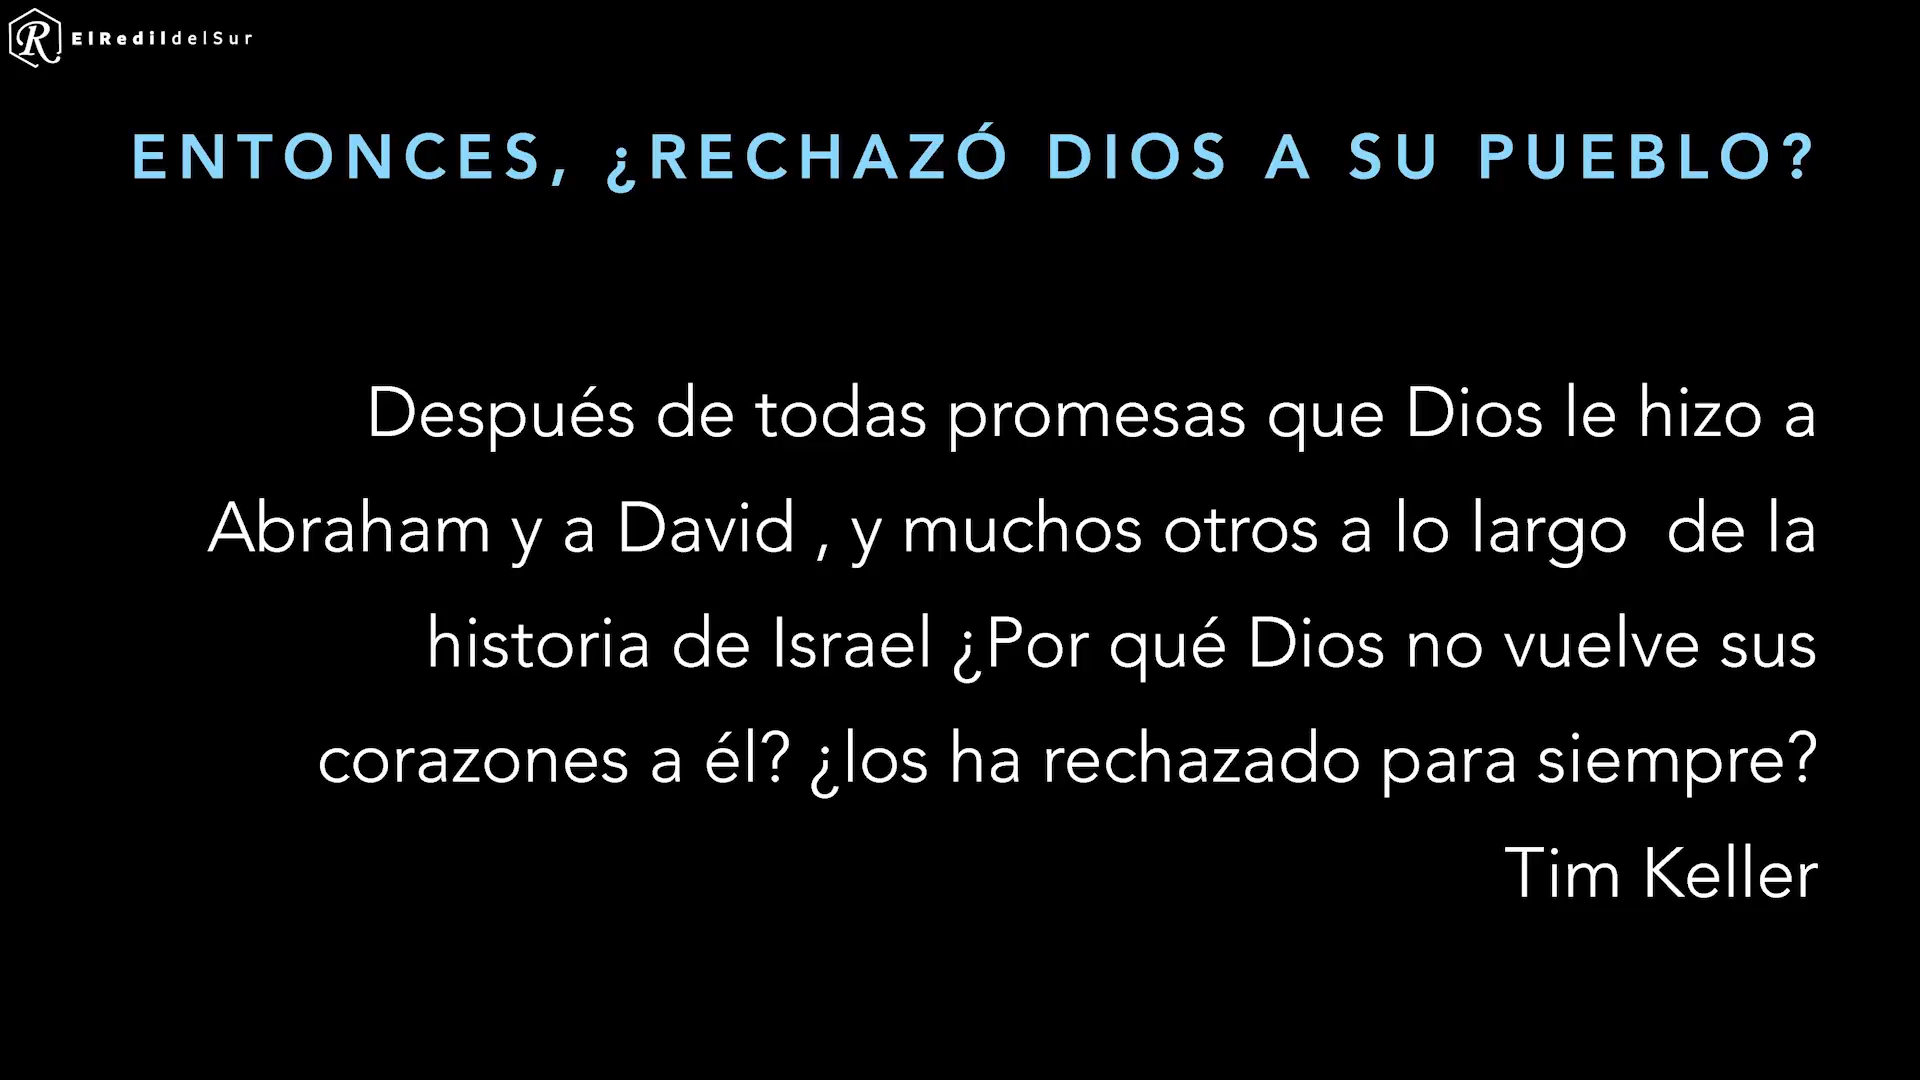 R ElRedildelSur
ENTONCES, ¿RECHAZÓ DIOS A SU PUEBLO?
Después de todas promesas que Dios le hizo a
Abraham y a David , y muchos otros a lo largo  de la
historia de Israel ¿Por qué Dios no vuelve sus
corazones a él? ¿los ha rechazado para siempre?
Tim Keller